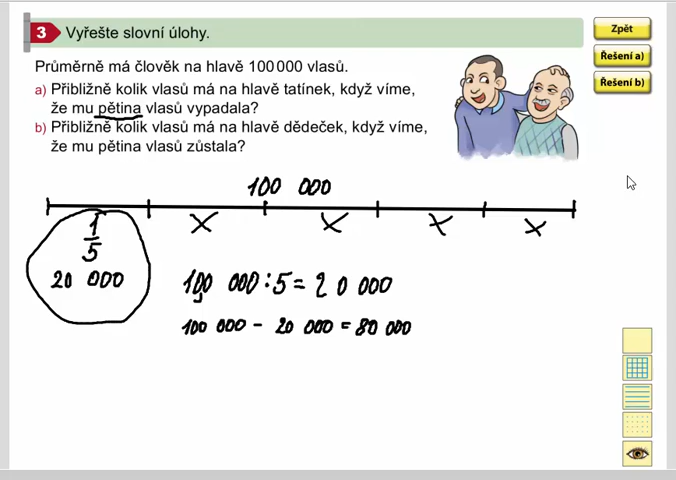 3 Vyřešte slovní úlohy.
Zpět
Řešení a)
Řešení b)
Průměrně má člověk na hlavě 100 000 vlasů.
a) Přibližně kolik vlasů má na hlavě tatínek, když víme,
že mu pětina vlasů vypadala?
b) Přibližně kolik vlasů má na hlavě dědeček, když víme,
že mu pětina vlasů zůstala?
100 000
1/5 x x x x
20 000
100 000 : 5 = 20 000
100 000 - 20 000 = 80 000